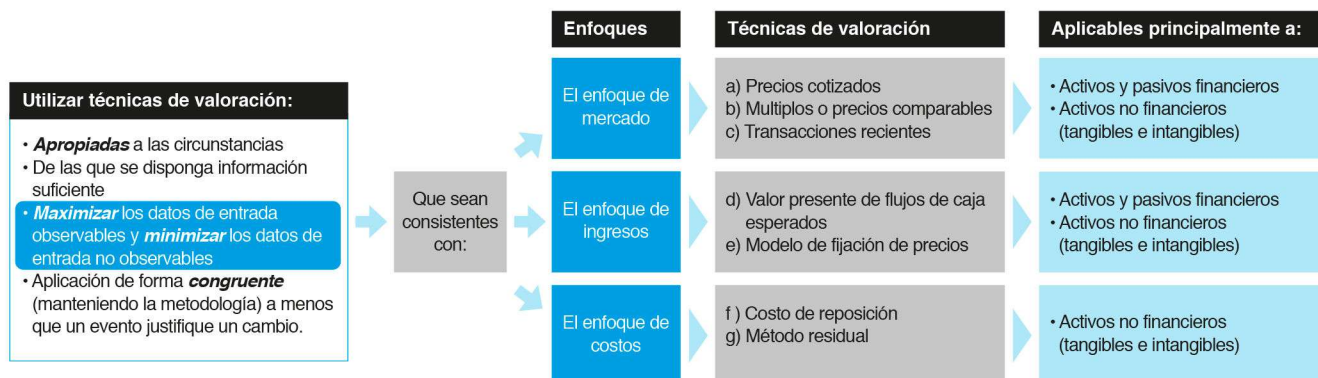 Utilizar técnicas de valoración:
• Apropiadas a las circunstancias
• De las que se disponga información
suficiente
• Maximizar los datos de entrada
observables y minimizar los datos de
entrada no observables
• Aplicación de forma congruente
(manteniendo la metodología) a menos
que un evento justifique un cambio.
Que sean
consistentes
con:
Enfoques
El enfoque de
mercado
El enfoque de
ingresos
El enfoque de
costos
Técnicas de valoración
a) Precios cotizados
b) Multiplos o precios comparables
c) Transacciones recientes
d) Valor presente de flujos de caja
esperados
e) Modelo de fijación de precios
f ) Costo de reposición
g) Método residual
Aplicables principalmente a:
• Activos y pasivos financieros
• Activos no financieros
(tangibles e intangibles)
• Activos y pasivos financieros
• Activos no financieros
(tangibles e intangibles)
• Activos no financieros
(tangibles e intangibles)